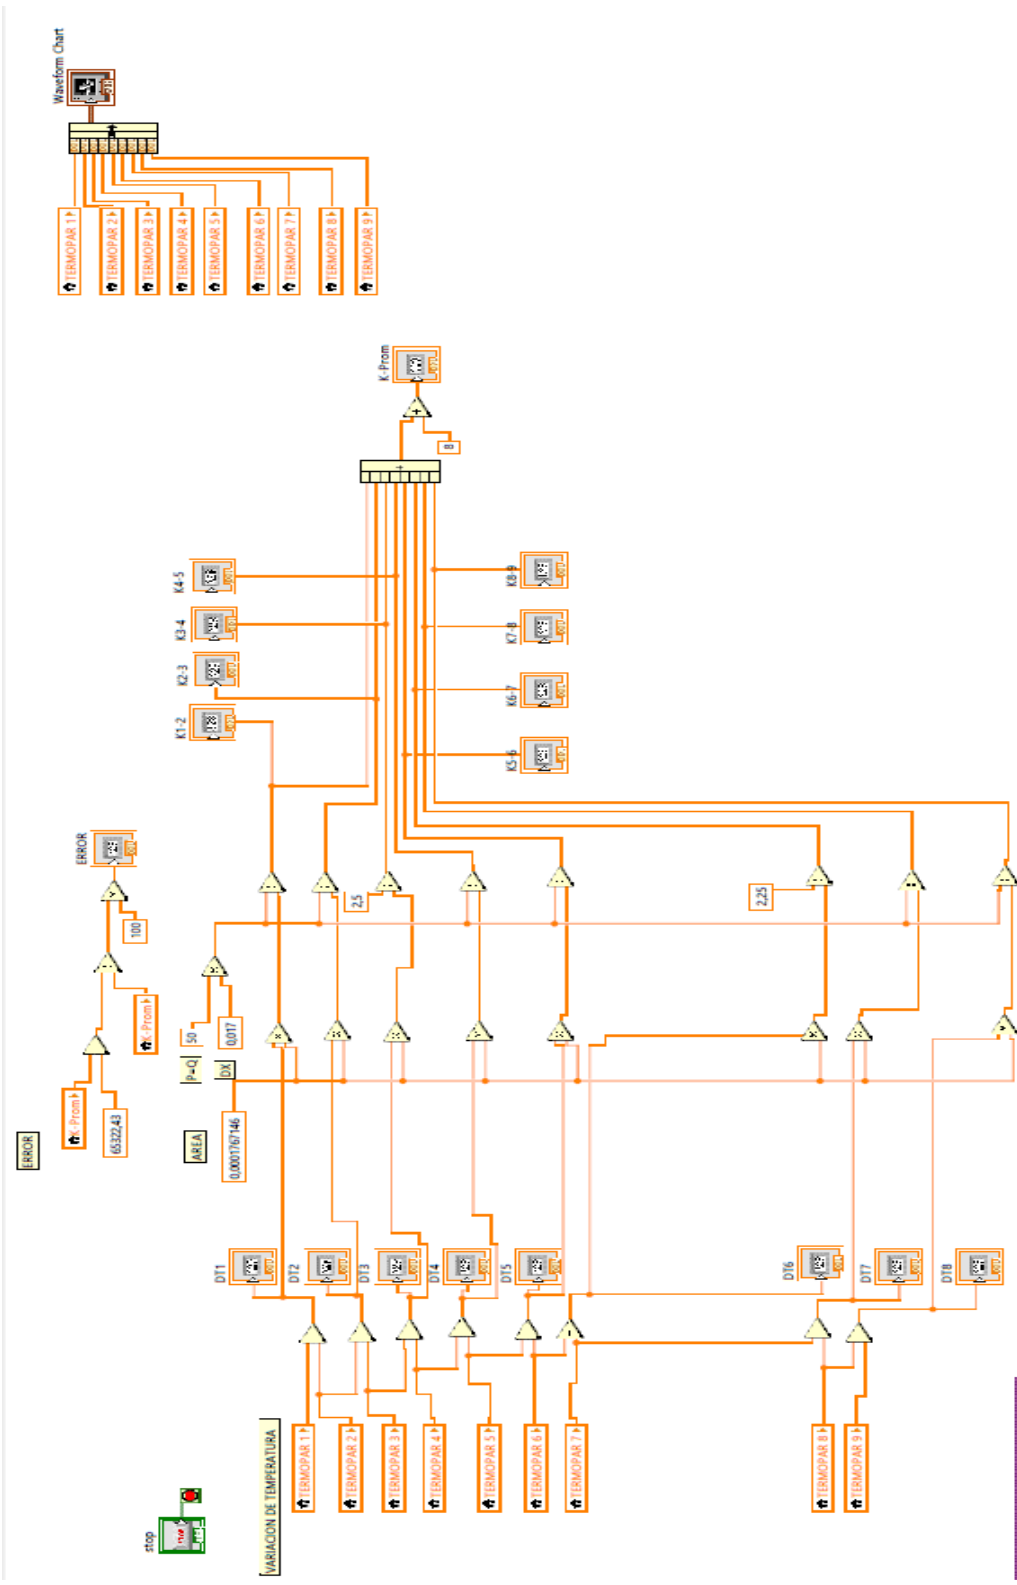 Waveform Chart
TERMOPAR 1
TERMOPAR 2
TERMOPAR 3
TERMOPAR 4
TERMOPAR 5
TERMOPAR 6
TERMOPAR 7
TERMOPAR 8
TERMOPAR 9
K-Prom
8
K4-5
K3-4
K2-3
K1-2
K8-9
K7-8
K6-7
K5-6
ERROR
100
K-Prom
K-Prom
65322,43
ERROR
2,5
2,25
50
0,017
P=Q
DX
AREA
0,0001767146
DT1
DT2
DT3
DT4
DT5
DT6
DT7
DT8
TERMOPAR 1
TERMOPAR 2
TERMOPAR 3
TERMOPAR 4
TERMOPAR 5
TERMOPAR 6
TERMOPAR 7
TERMOPAR 8
TERMOPAR 9
VARIACION DE TEMPERATURA
stop